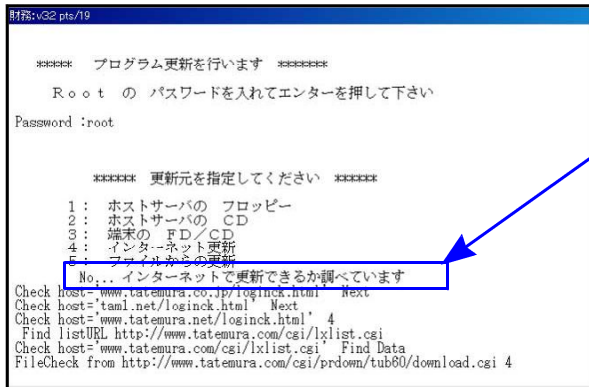 財務:v32 pts/19
***** プログラム更新を行います ******
Ｒｏｏｔ の パスワードを入れてエンターを押して下さい
Password :root
****** 更新元を指定してください *****
1： ホストサーバの フロッピー
2： ホストサーバの CD
3： 端末の ＦＤ／ＣＤ
4： インターネット更新
5： ファイルからの更新
No... インターネットで更新できるか調べています
Check host='www.tatemura.co.jp/loginck.html' Next
Check host='taml.net/loginck.html' Next
Check host='www.tatemura.net/loginck.html' 4
Find listURL http://www.tatemura.com/cgi/lxlist.cgi
Check host='www.tatemura.com/cgi/lxlist.cgi' Find Data
FileCheck from http://www.tatemura.com/cgi/prdown/tub60/download.cgi 4